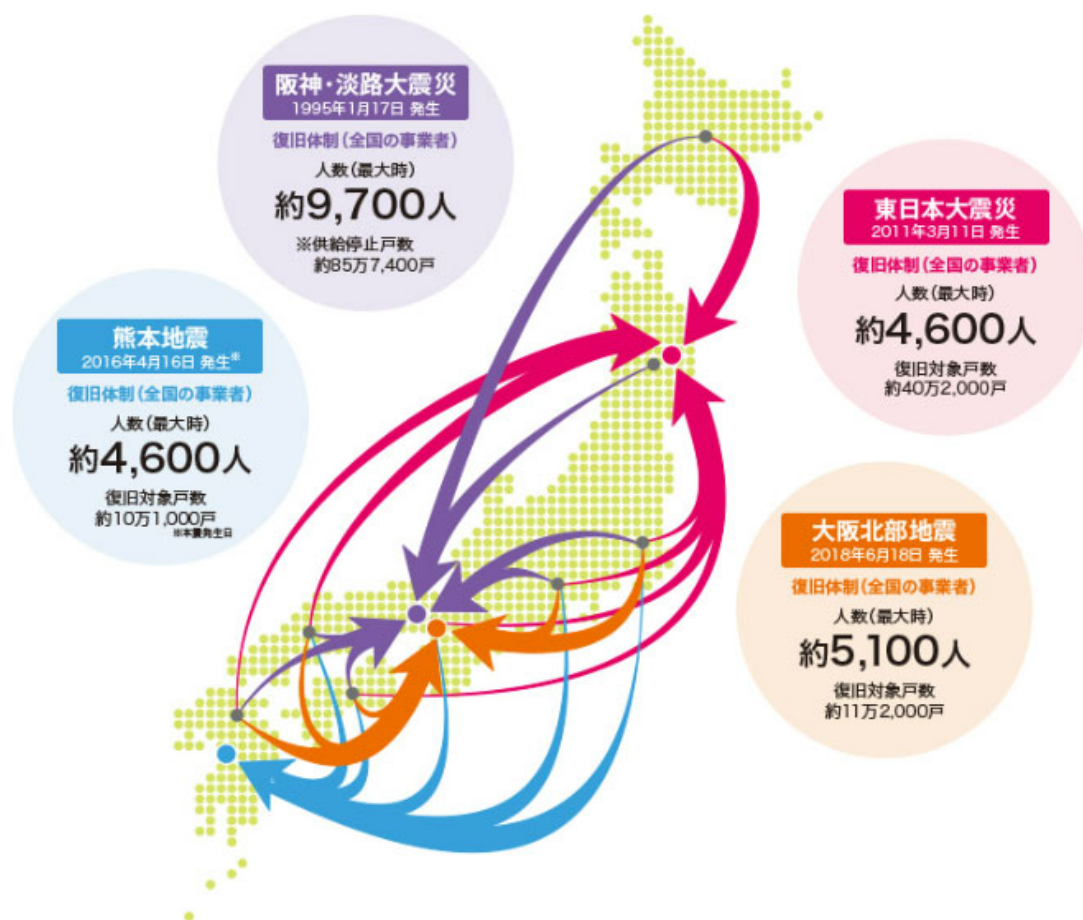 阪神・淡路大震災
1995年1月17日 発生
復旧体制(全国の事業者)
人数(最大時)
約9,700人
※供給停止戸数
約85万7,400戸
東日本大震災
2011年3月11日 発生
復旧体制(全国の事業者)
人数(最大時)
約4,600人
復旧対象戸数
約40万2,000戸
熊本地震
2016年4月16日 発生※
復旧体制(全国の事業者)
人数(最大時)
約4,600人
復旧対象戸数
約10万1,000戸
※本震発生日
大阪北部地震
2018年6月18日 発生
復旧体制(全国の事業者)
人数(最大時)
約5,100人
復旧対象戸数
約11万2,000戸